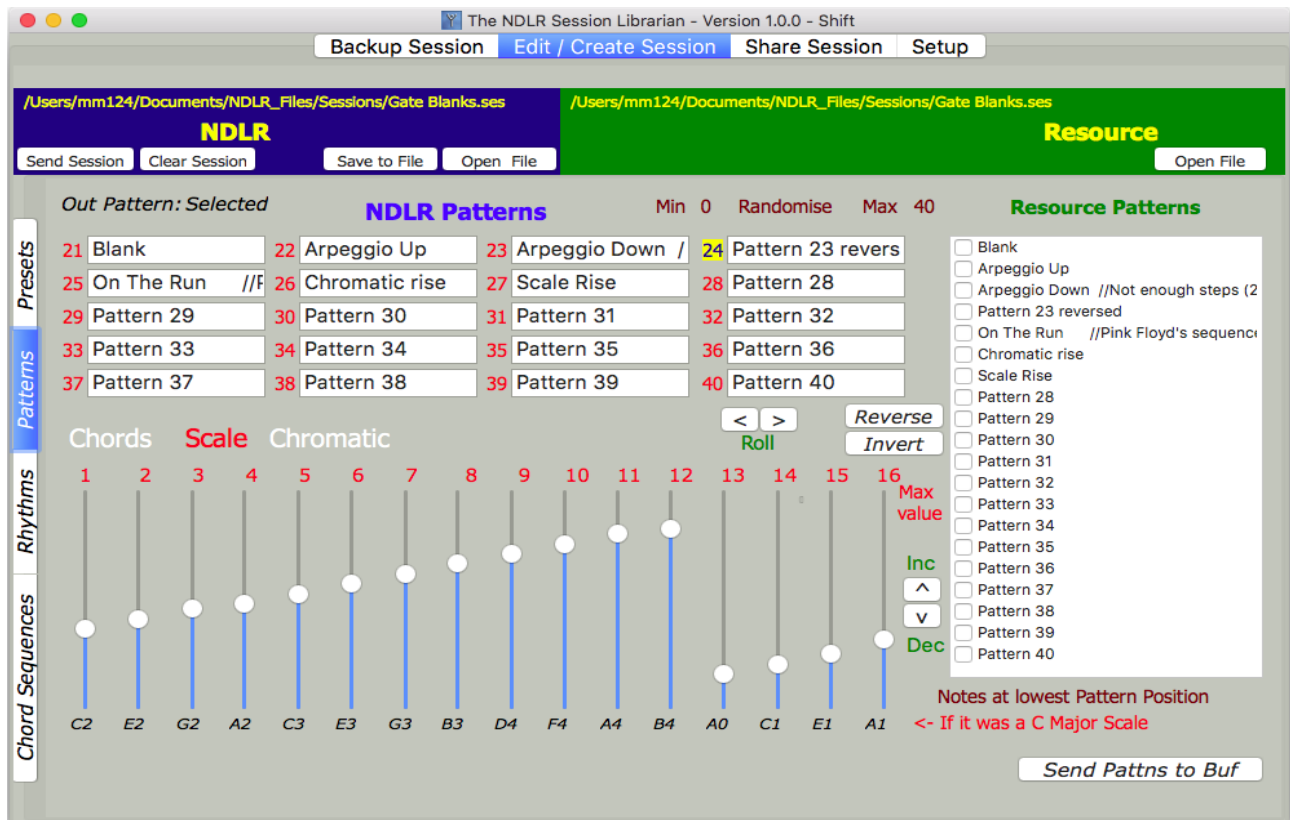 The NDLR Session Librarian - Version 1.0.0 - Shift
Backup Session Edit / Create Session Share Session Setup
/Users/mm124/Documents/NDLR_Files/Sessions/Gate Blanks.ses /Users/mm124/Documents/NDLR_Files/Sessions/Gate Blanks.ses
NDLR Resource
Send Session Clear Session Save to File Open File Open File
Out Pattern: Selected NDLR Patterns Min 0 Randomise Max 40 Resource Patterns
21 Blank 22 Arpeggio Up 23 Arpeggio Down / 24 Pattern 23 revers
25 On The Run //F 26 Chromatic rise 27 Scale Rise 28 Pattern 28
29 Pattern 29 30 Pattern 30 31 Pattern 31 32 Pattern 32
33 Pattern 33 34 Pattern 34 35 Pattern 35 36 Pattern 36
37 Pattern 37 38 Pattern 38 39 Pattern 39 40 Pattern 40
Presets
Patterns
Rhythms
Chord Sequences
< > Reverse
Chords Scale Chromatic Roll Invert
1 2 3 4 5 6 7 8 9 10 11 12 13 14 15 16
Max
value
Inc
^
v
Dec
C2 E2 G2 A2 C3 E3 G3 B3 D4 F4 A4 B4 A0 C1 E1 A1
Blank
Arpeggio Up
Arpeggio Down //Not enough steps (2
Pattern 23 reversed
On The Run //Pink Floyd's sequence
Chromatic rise
Scale Rise
Pattern 28
Pattern 29
Pattern 30
Pattern 31
Pattern 32
Pattern 33
Pattern 34
Pattern 35
Pattern 36
Pattern 37
Pattern 38
Pattern 39
Pattern 40
Notes at lowest Pattern Position
<- If it was a C Major Scale
Send Pattns to Buf